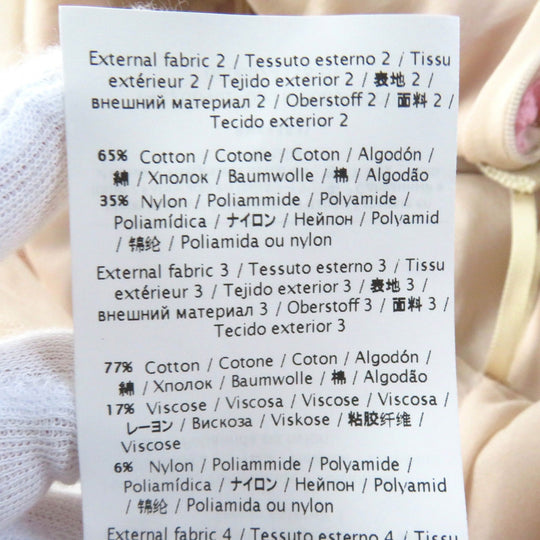 External fabric 2 / Tessuto esterno 2 / Tissu
extérieur 2 / Tejido exterior 2 / 表地 2 /
внешний материал 2 / Oberstoff 2 / 面料 2 /
Tecido exterior 2
65% Cotton / Cotone / Coton / Algodón /
綿 / Хполок / Baumwolle / 棉 / Algodão
35% Nylon / Poliammide / Polyamide /
Poliamídica / ナイロン / Нейпон / Polyamid
/ 锦纶 / Poliamida ou nylon
External fabric 3 / Tessuto esterno 3 / Tissu
extérieur 3 / Tejido exterior 3 / 表地 3 /
внешний материал 3 / Oberstoff 3 / 面料 3 /
Tecido exterior 3
77% Cotton / Cotone / Coton / Algodón /
綿 / Хполок / Baumwolle / 棉 / Algodão
17% Viscose / Viscosa / Viscose / Viscosa /
レーヨン / Вискоза / Viskose / 粘胶纤维 /
Viscose
6% Nylon / Poliammide / Polyamide /
Poliamídica / ナイロン / Нейпон / Polyamid
/ 锦纶 / Poliamida ou nylon
External fabric 4 / Tessuto esterno 4 / Tissu